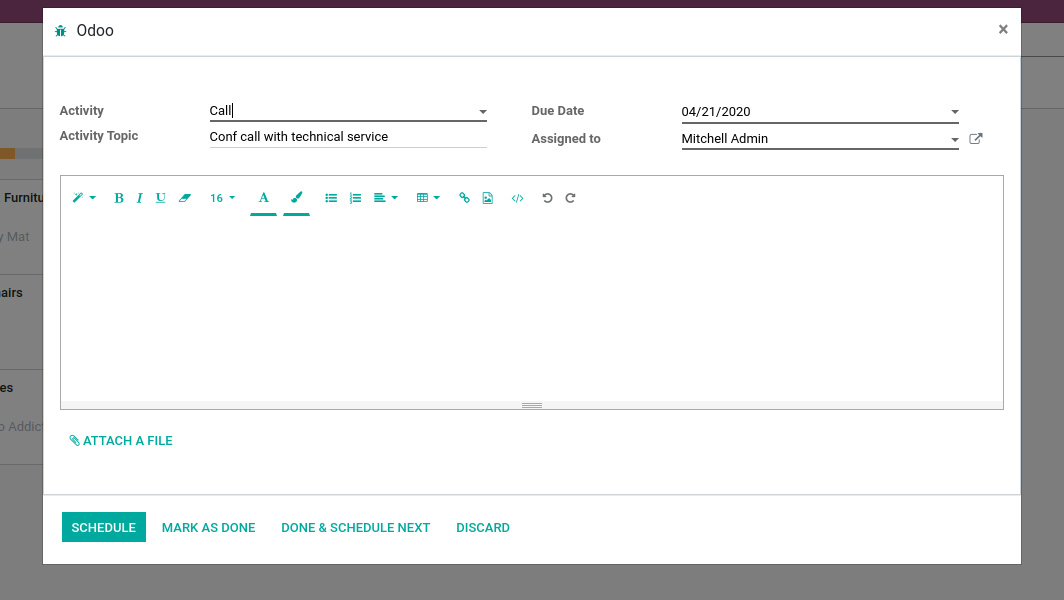 Odoo
×
Activity
Call
Due Date
04/21/2020
Activity Topic
Conf call with technical service
Assigned to
Mitchell Admin
B I U 16 A
Furnitu
y Mat
airs
es
o Addic
ATTACH A FILE
SCHEDULE MARK AS DONE DONE & SCHEDULE NEXT DISCARD